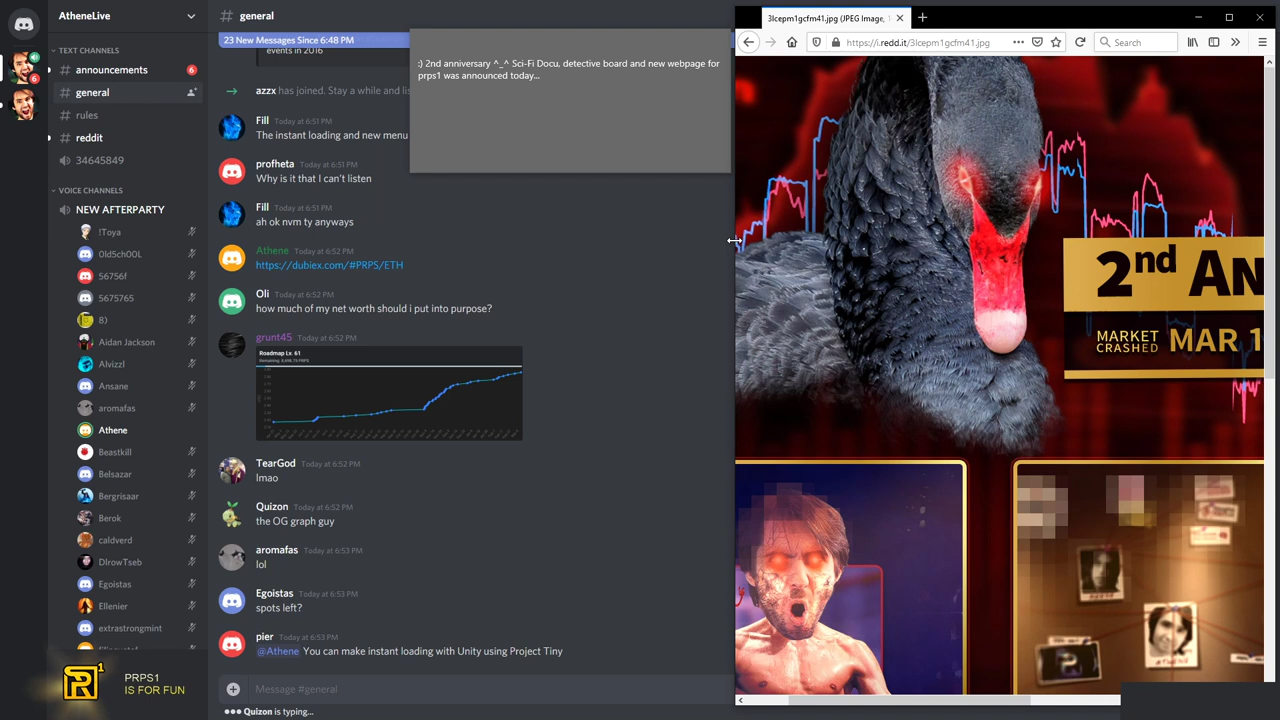 AtheneLive
TEXT CHANNELS
announcements
6
general
rules
reddit
34645849
VOICE CHANNELS
NEW AFTERPARTY
!Toya
0ld5ch00L
56756f
5675765
8)
Aidan Jackson
Alvizzl
Ansane
aromafas
Athene
Beastkill
Belsazar
Bergrisaar
Berok
caldverd
DlrowTseb
Egoistas
Ellenier
extrastrongmint
6
PRPS1
IS FOR FUN
# general
23 New Messages Since 6:48 PM
events in 2016
azzx has joined. Stay a while and lis
Fill Today at 6:51 PM
The instant loading and new menu
profheta Today at 6:51 PM
Why is it that I can't listen
Fill Today at 6:51 PM
ah ok nvm ty anyways
Athene Today at 6:52 PM
https://dubiex.com/#PRPS/ETH
Oli Today at 6:52 PM
how much of my net worth should i put into purpose?
grunt45 Today at 6:52 PM
Roadmap Lv. 61
TearGod Today at 6:52 PM
lmao
Quizon Today at 6:52 PM
the OG graph guy
aromafas Today at 6:53 PM
lol
Egoistas Today at 6:53 PM
spots left?
pier Today at 6:53 PM
@Athene You can make instant loading with Unity using Project Tiny
Message #general
Quizon is typing...
:) 2nd anniversary ^_^ Sci-Fi Docu, detective board and new webpage for
prps1 was announced today...
3lcepm1gcfm41.jpg (JPEG Image, 
https://i.redd.it/3lcepm1gcfm41.jpg
Search
2nd AN
MARKET
CRASHED
MAR 1
ATHENE